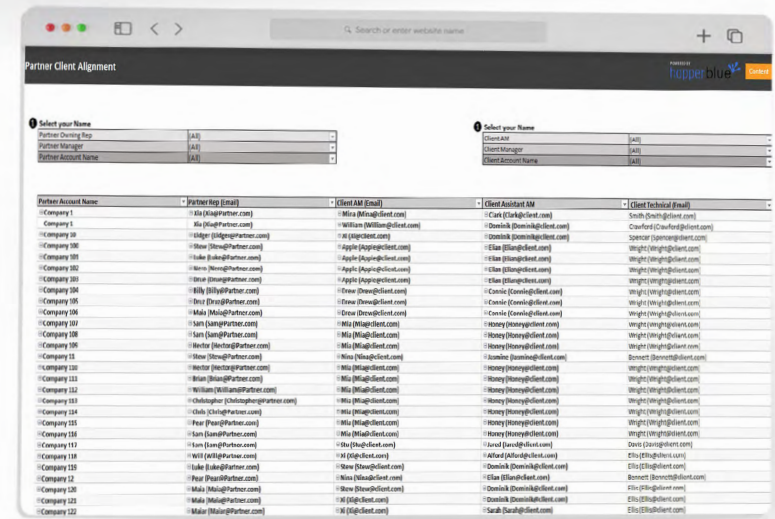 Search or enter website name
Partner Client Alignment
POWERED BY
hopperblue
Contact
1 Select your Name
Partner Owning Rep (All)
Partner Manager (All)
Partner Account Name (All)
1 Select your Name
Client AM (All)
Client Manager (All)
Client Account Name (All)
Partner Account Name Partner Rep (Email) Client AM (Email) Client Assistant AM Client Technical (Email)
Company 1 Xia (Xia@Partner.com) Mina (Mina@client.com) Clark (Clark@client.com) Smith (Smith@client.com)
Company 1 Xia (Xia@Partner.com) William (William@client.com) Dominik (Dominik@client.com) Crawford (Crawford@client.com)
Company 10 Eidger (Eidger@Partner.com) Xi (Xi@client.com) Dominik (Dominik@client.com) Spencer (Spencer@client.com)
Company 100 Stew (Stew@Partner.com) Apple (Apple@client.com) Elian (Elian@client.com) Wright (Wright@client.com)
Company 101 Luke (Luke@Partner.com) Apple (Apple@client.com) Elian (Elian@client.com) Wright (Wright@client.com)
Company 102 Nero (Nero@Partner.com) Apple (Apple@client.com) Elian (Elian@client.com) Wright (Wright@client.com)
Company 103 Drue (Drue@Partner.com) Apple (Apple@client.com) Elian (Elian@client.com) Wright (Wright@client.com)
Company 104 Billy (Billy@Partner.com) Drew (Drew@client.com) Connie (Connie@client.com) Wright (Wright@client.com)
Company 105 Druz (Druz@Partner.com) Drew (Drew@client.com) Connie (Connie@client.com) Wright (Wright@client.com)
Company 106 Maia (Maia@Partner.com) Drew (Drew@client.com) Connie (Connie@client.com) Wright (Wright@client.com)
Company 107 Sam (Sam@Partner.com) Mia (Mia@client.com) Honey (Honey@client.com) Wright (Wright@client.com)
Company 108 Sam (Sam@Partner.com) Mia (Mia@client.com) Honey (Honey@client.com) Wright (Wright@client.com)
Company 109 Hector (Hector@Partner.com) Mia (Mia@client.com) Honey (Honey@client.com) Wright (Wright@client.com)
Company 11 Stew (Stew@Partner.com) Nina (Nina@client.com) Jasmine (Jasmine@client.com) Bennett (Bennett@client.com)
Company 110 Hector (Hector@Partner.com) Mia (Mia@client.com) Honey (Honey@client.com) Wright (Wright@client.com)
Company 111 Brian (Brian@Partner.com) Mia (Mia@client.com) Honey (Honey@client.com) Wright (Wright@client.com)
Company 112 William (William@Partner.com) Mia (Mia@client.com) Honey (Honey@client.com) Wright (Wright@client.com)
Company 113 Christopher (Christopher@Partner.com) Mia (Mia@client.com) Honey (Honey@client.com) Wright (Wright@client.com)
Company 114 Chris (Chris@Partner.com) Mia (Mia@client.com) Honey (Honey@client.com) Wright (Wright@client.com)
Company 115 Pear (Pear@Partner.com) Mia (Mia@client.com) Honey (Honey@client.com) Wright (Wright@client.com)
Company 116 Sam (Sam@Partner.com) Mia (Mia@client.com) Honey (Honey@client.com) Wright (Wright@client.com)
Company 117 Sam (Sam@Partner.com) Stu (Stu@client.com) Jared (Jared@client.com) Davis (Davis@client.com)
Company 118 Will (Will@Partner.com) Xi (Xi@client.com) Alford (Alford@client.com) Ellis (Ellis@client.com)
Company 119 Luke (Luke@Partner.com) Stew (Stew@client.com) Dominik (Dominik@client.com) Ellis (Ellis@client.com)
Company 12 Pear (Pear@Partner.com) Nina (Nina@client.com) Elian (Elian@client.com) Bennett (Bennett@client.com)
Company 120 Maia (Maia@Partner.com) Stew (Stew@client.com) Dominik (Dominik@client.com) Ellis (Ellis@client.com)
Company 121 Maia (Maia@Partner.com) Xi (Xi@client.com) Dominik (Dominik@client.com) Ellis (Ellis@client.com)
Company 122 Maiar (Maiar@Partner.com) Xi (Xi@client.com) Sarah (Sarah@client.com) Ellis (Ellis@client.com)